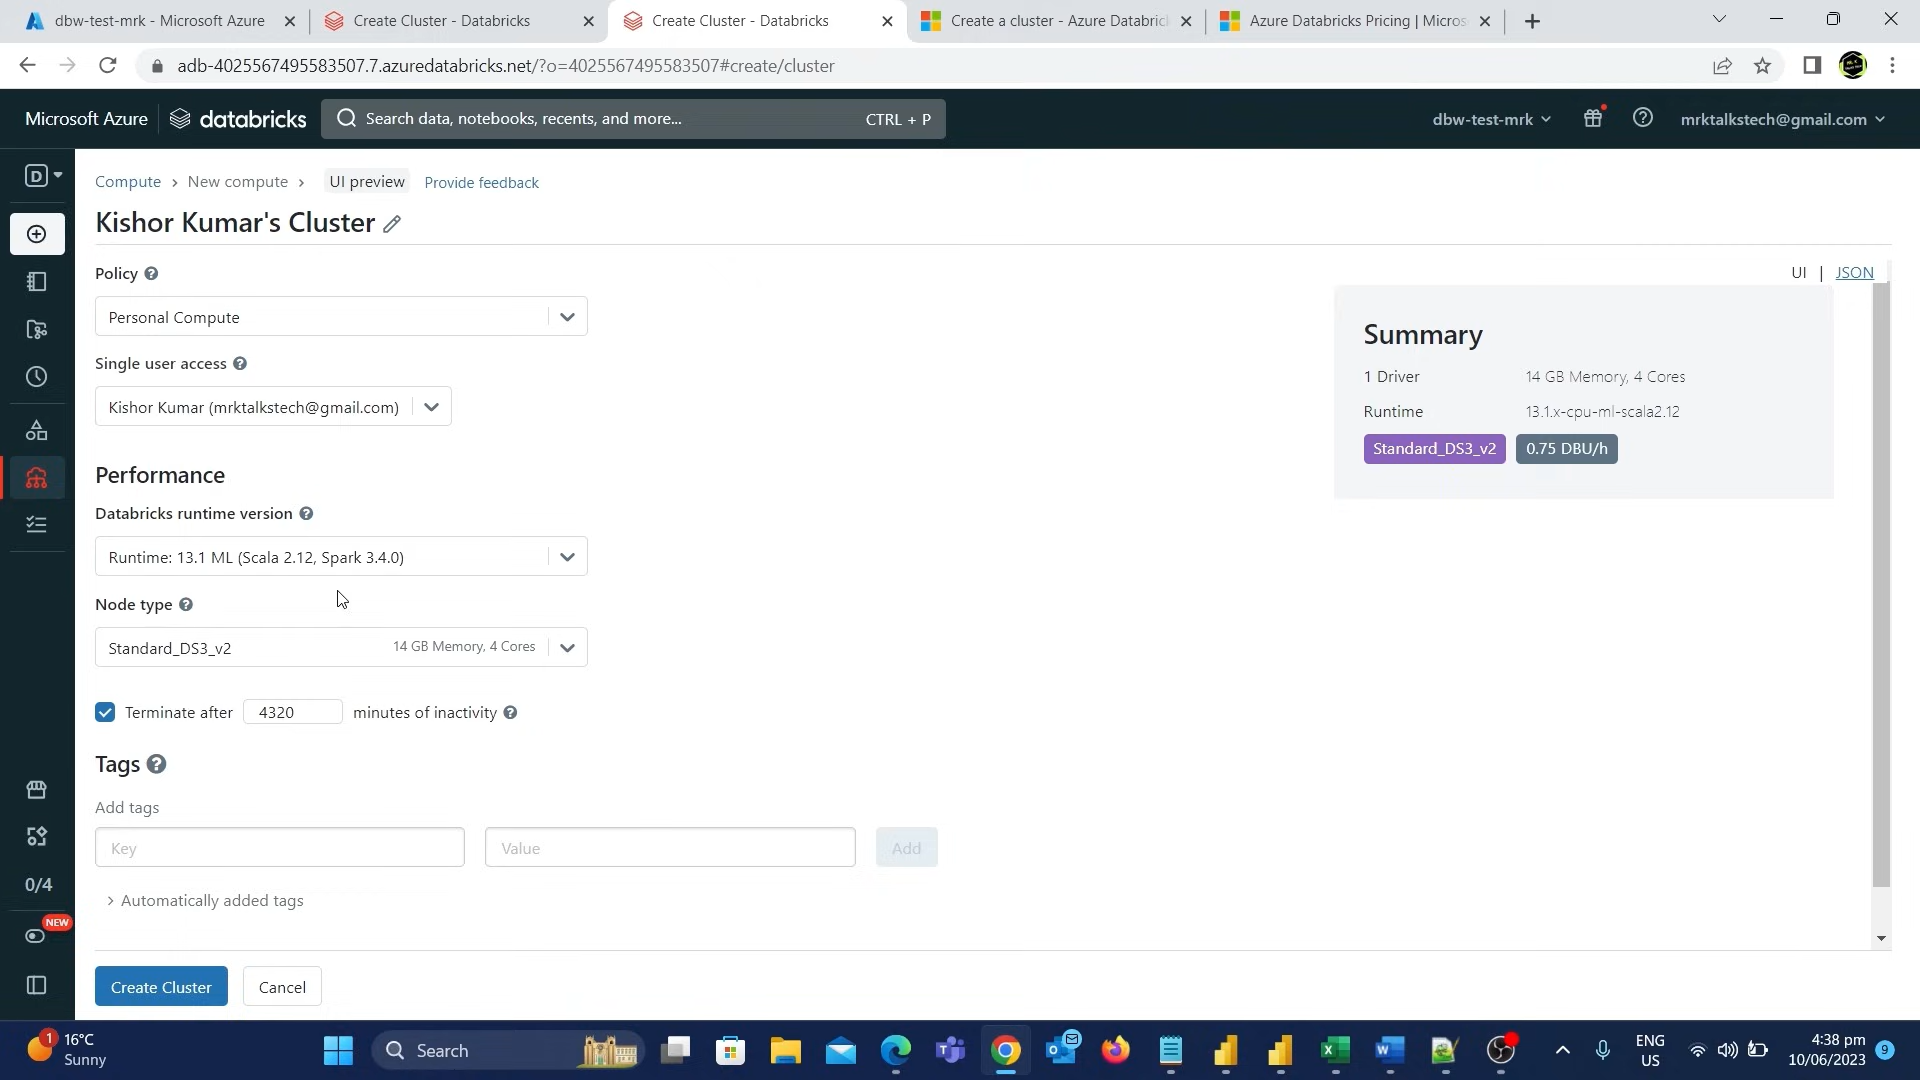 dbw-test-mrk - Microsoft Azure
Create Cluster - Databricks
Create Cluster - Databricks
Create a cluster - Azure Databric
Azure Databricks Pricing | Micros
adb-4025567495583507.7.azuredatabricks.net/?o=4025567495583507#create/cluster
Microsoft Azure
databricks
Search data, notebooks, recents, and more...
CTRL + P
dbw-test-mrk
mrktalkstech@gmail.com
D
Compute
New compute
UI preview
Provide feedback
Kishor Kumar's Cluster
Policy
UI | JSON
Personal Compute
Summary
Single user access
1 Driver 14 GB Memory, 4 Cores
Kishor Kumar (mrktalkstech@gmail.com)
Runtime 13.1.x-cpu-ml-scala2.12
Standard_DS3_v2 0.75 DBU/h
Performance
Databricks runtime version
Runtime: 13.1 ML (Scala 2.12, Spark 3.4.0)
Node type
Standard_DS3_v2 14 GB Memory, 4 Cores
Terminate after 4320 minutes of inactivity
Tags
Add tags
Key
Value
Add
0/4
Automatically added tags
NEW
Create Cluster
Cancel
1
16°C
Sunny
Search
ENG
US
4:38 pm
10/06/2023
9